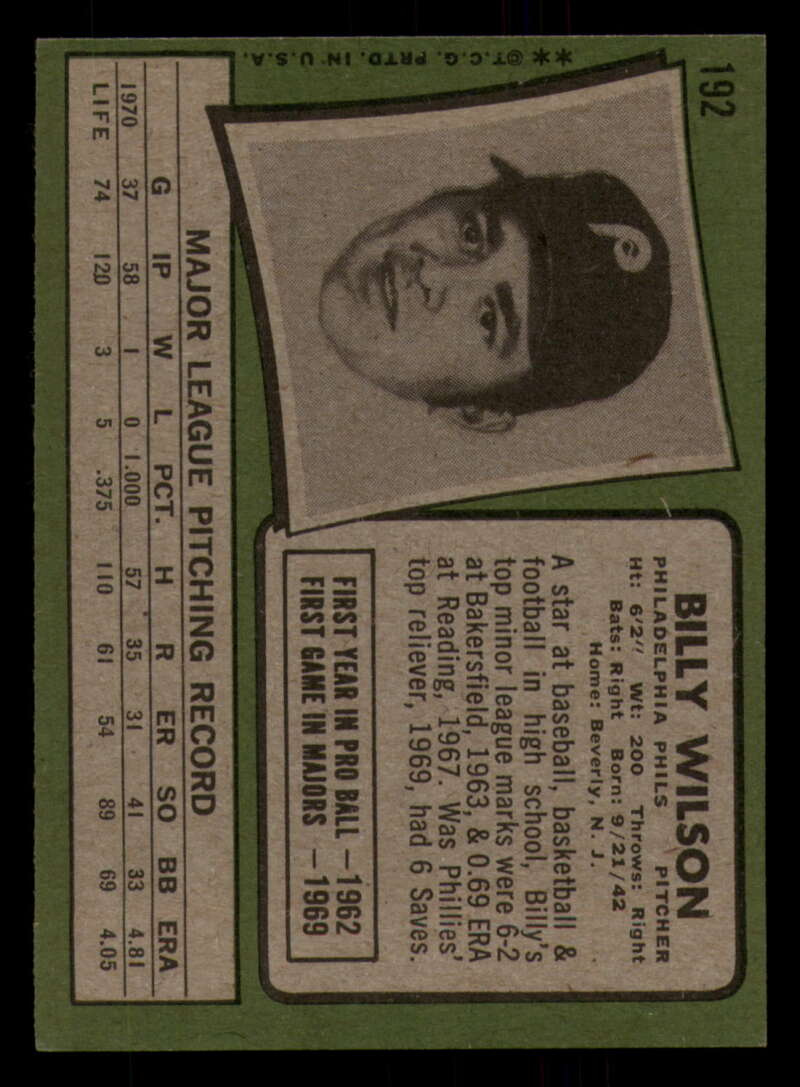 192
**@T.C.G. PRTD. IN U.S.A.
BILLY WILSON
PHILADELPHIA PHILS PITCHER
Ht: 6'2" Wt: 200 Throws: Right
Bats: Right Born: 9/21/42
Home: Beverly, N. J.
A star at baseball, basketball &
football in high school, Billy's
top minor league marks were 6-2
at Bakersfield, 1963, & 0.69 ERA
at Reading, 1967. Was Phillies'
top reliever, 1969, had 6 Saves.
FIRST YEAR IN PRO BALL —1962
FIRST GAME IN MAJORS —1969
P
MAJOR LEAGUE PITCHING RECORD
G IP W L PCT. H R ER SO BB ERA
1970 37 58 1 0 1.000 57 35 31 41 33 4.81
LIFE 74 120 3 5 .375 110 61 54 89 69 4.05